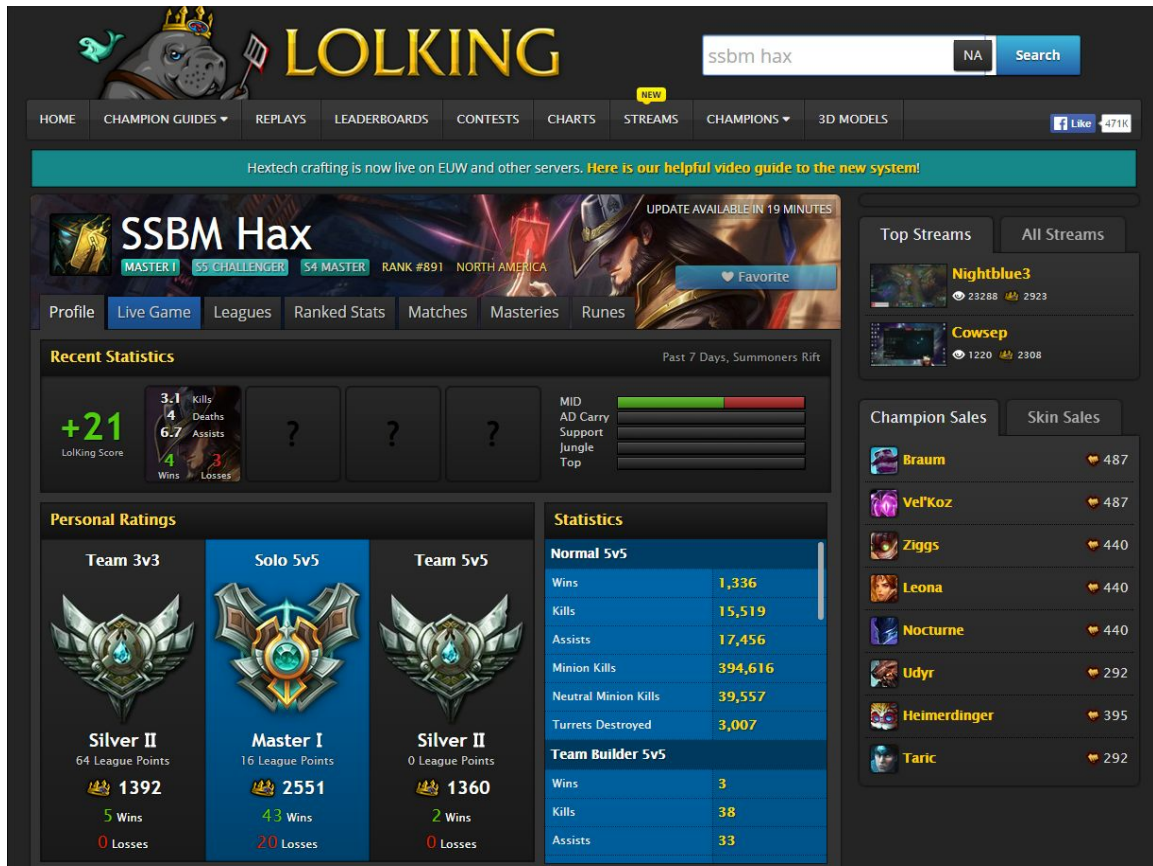 LOLKING
ssbm hax NA Search
NEW
HOME CHAMPION GUIDES REPLAYS LEADERBOARDS CONTESTS CHARTS STREAMS CHAMPIONS 3D MODELS
f Like 471K
Hextech crafting is now live on EUW and other servers. Here is our helpful video guide to the new system!
UPDATE AVAILABLE IN 19 MINUTES
SSBM Hax
MASTER I S5 CHALLENGER S4 MASTER RANK #891 NORTH AMERICA
Favorite
Profile Live Game Leagues Ranked Stats Matches Masteries Runes
Recent Statistics Past 7 Days, Summoners Rift
+21
LolKing Score
3.1 Kills
4 Deaths
6.7 Assists
4 3
Wins Losses
? ? ?
MID
AD Carry
Support
Jungle
Top
Personal Ratings
Team 3v3
Silver II
64 League Points
1392
5 Wins
0 Losses
Solo 5v5
Master I
16 League Points
2551
43 Wins
20 Losses
Team 5v5
Silver II
0 League Points
1360
2 Wins
0 Losses
Statistics
Normal 5v5
Wins 1,336
Kills 15,519
Assists 17,456
Minion Kills 394,616
Neutral Minion Kills 39,557
Turrets Destroyed 3,007
Team Builder 5v5
Wins 3
Kills 38
Assists 33
Top Streams All Streams
Nightblue3
23288 2923
Cowsep
1220 2308
Champion Sales Skin Sales
Braum 487
Vel'Koz 487
Ziggs 440
Leona 440
Nocturne 440
Udyr 292
Heimerdinger 395
Taric 292